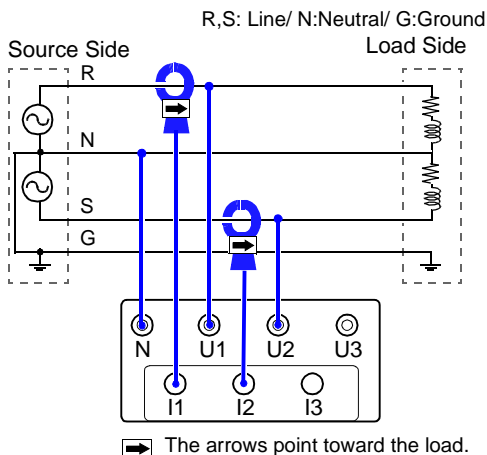 R,S: Line/ N:Neutral/ G:Ground
Source Side
Load Side
R
N
S
G
N
U1
U2
U3
I1
I2
I3
The arrows point toward the load.